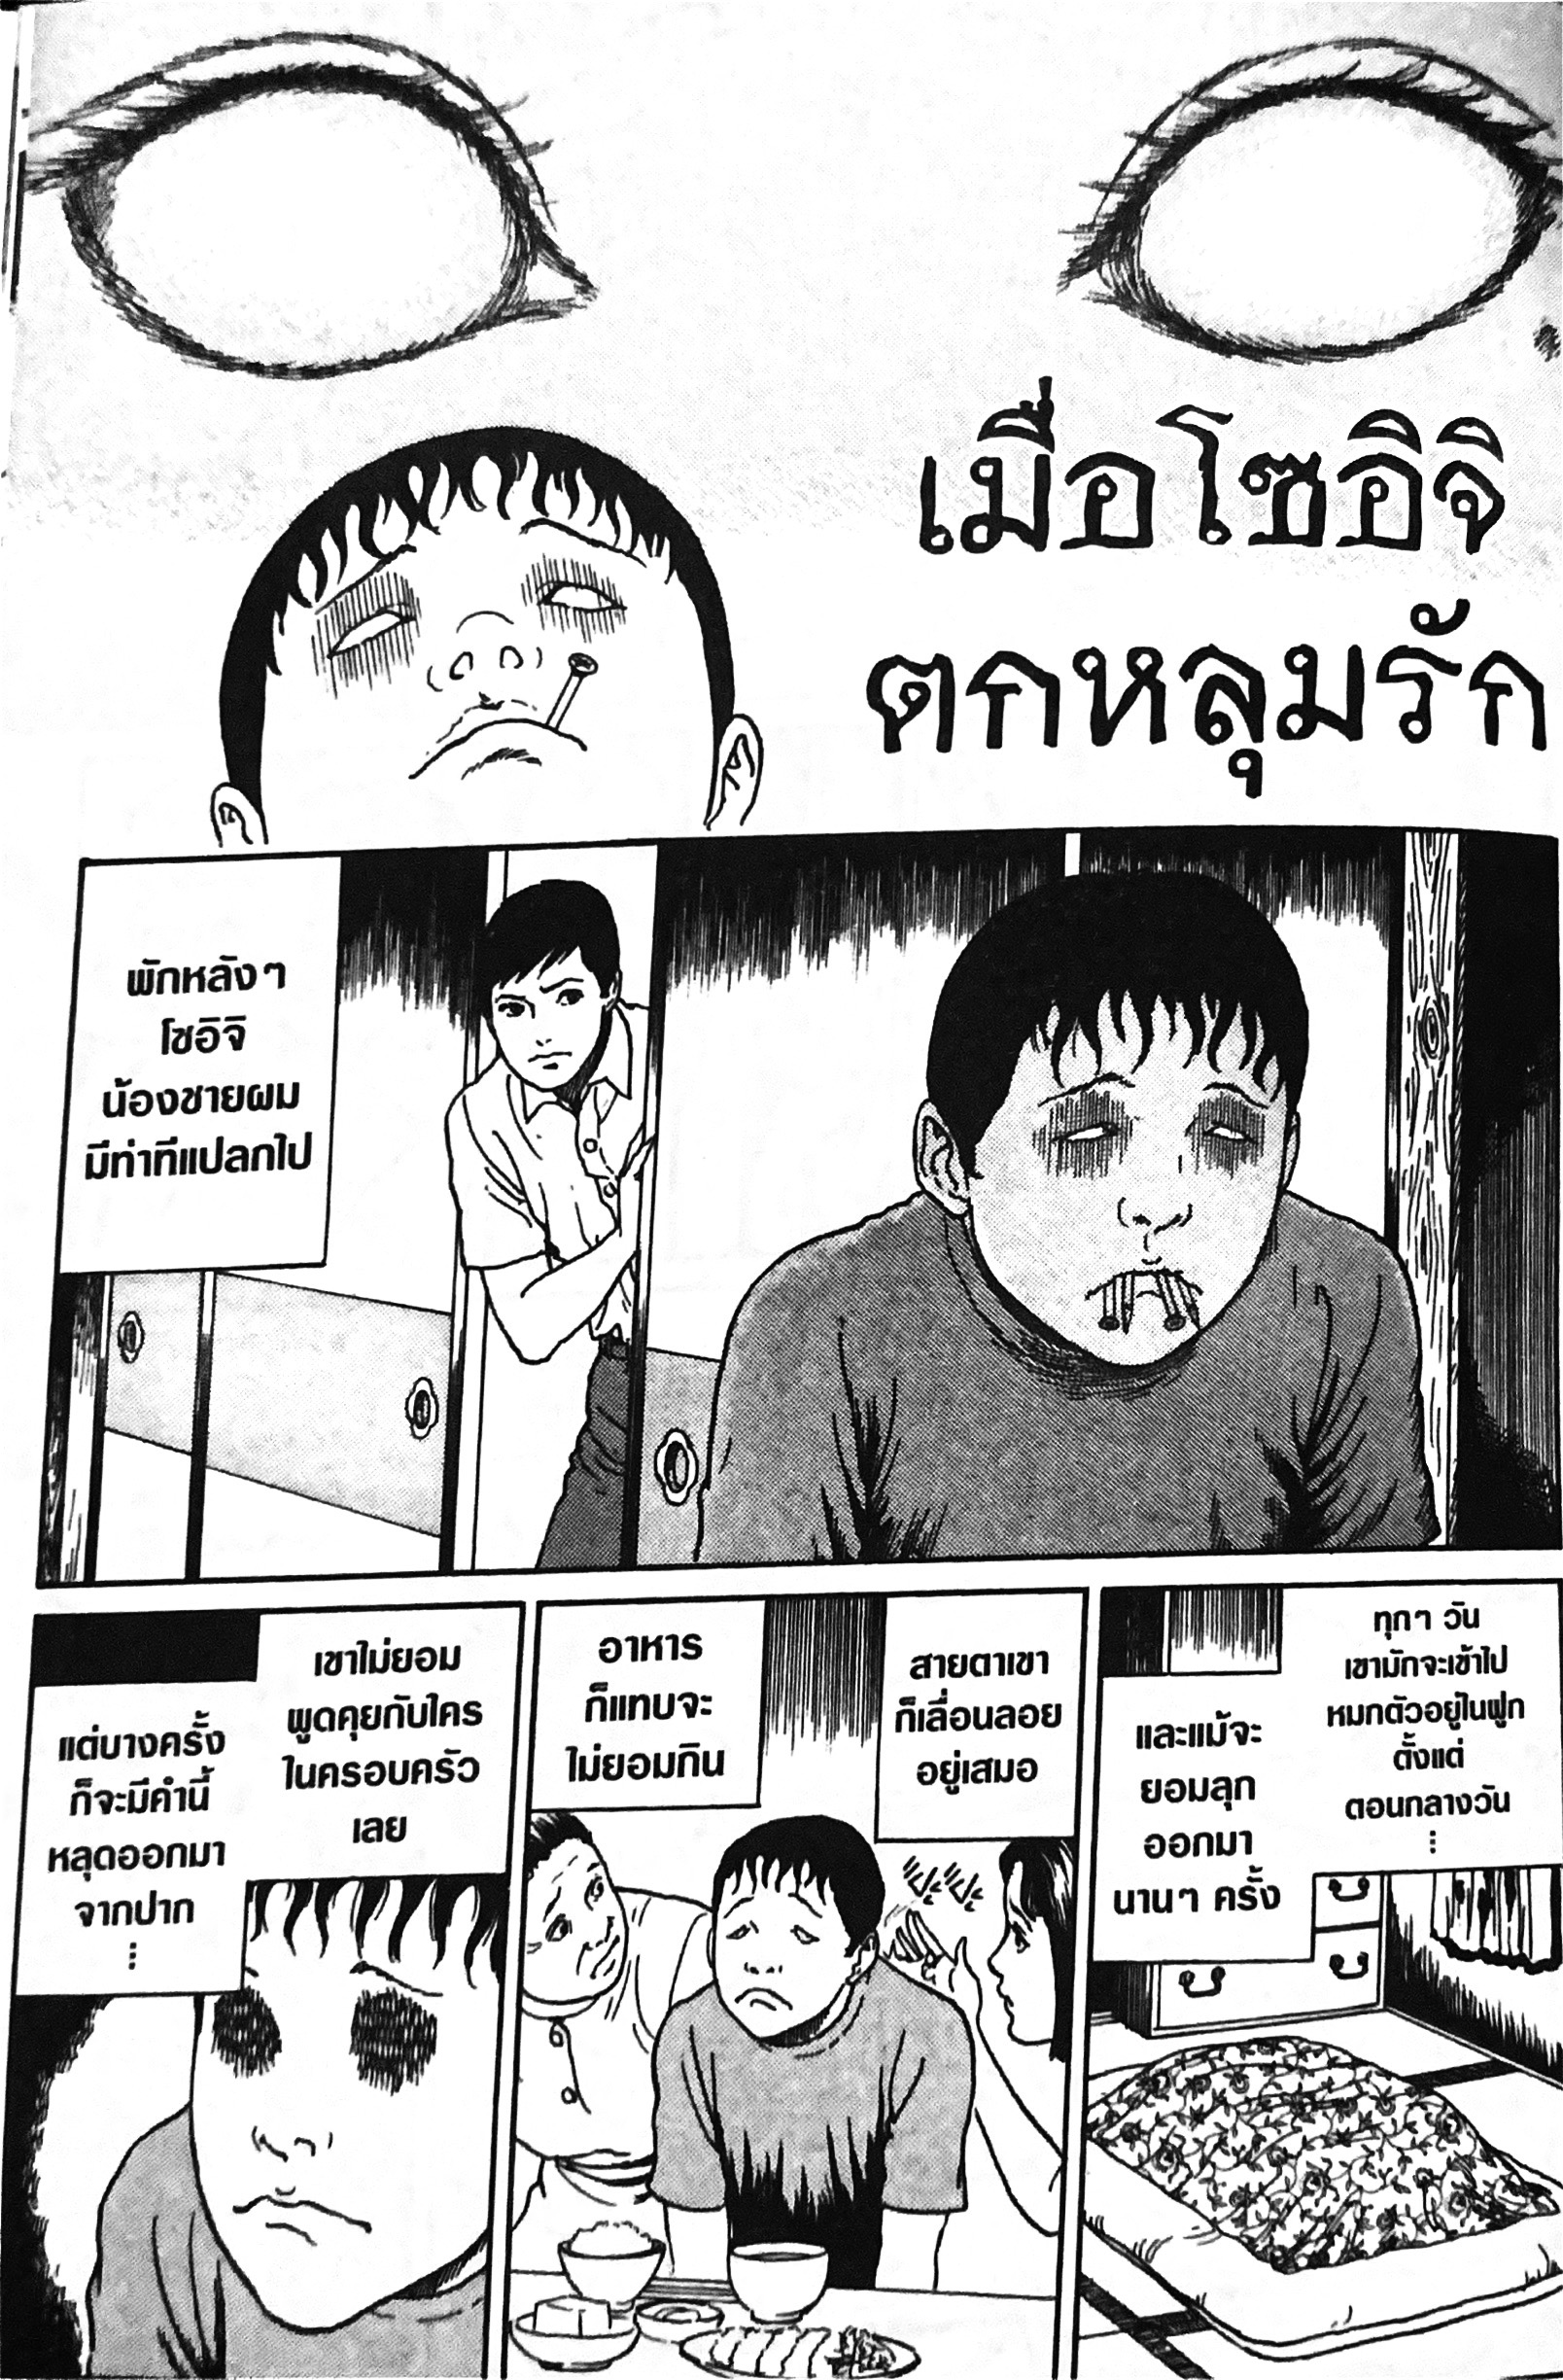 เมื่อโซอิจิ
ตกหลุมรัก
พักหลังๆ
โซอิจิ
น้องชายผม
มีท่าทีแปลกไป
ทุกๆ วัน
เขามักจะเข้าไป
หมกตัวอยู่ในฟูก
ตั้งแต่
ตอนกลางวัน
...
และแม้จะ
ยอมลุก
ออกมา
นานๆ ครั้ง
สายตาเขา
ก็เลื่อนลอย
อยู่เสมอ
อาหาร
ก็แทบจะ
ไม่ยอมกิน
เขาไม่ยอม
พูดคุยกับใคร
ในครอบครัว
เลย
แต่บางครั้ง
ก็จะมีคำนี้
หลุดออกมา
จากปาก
...